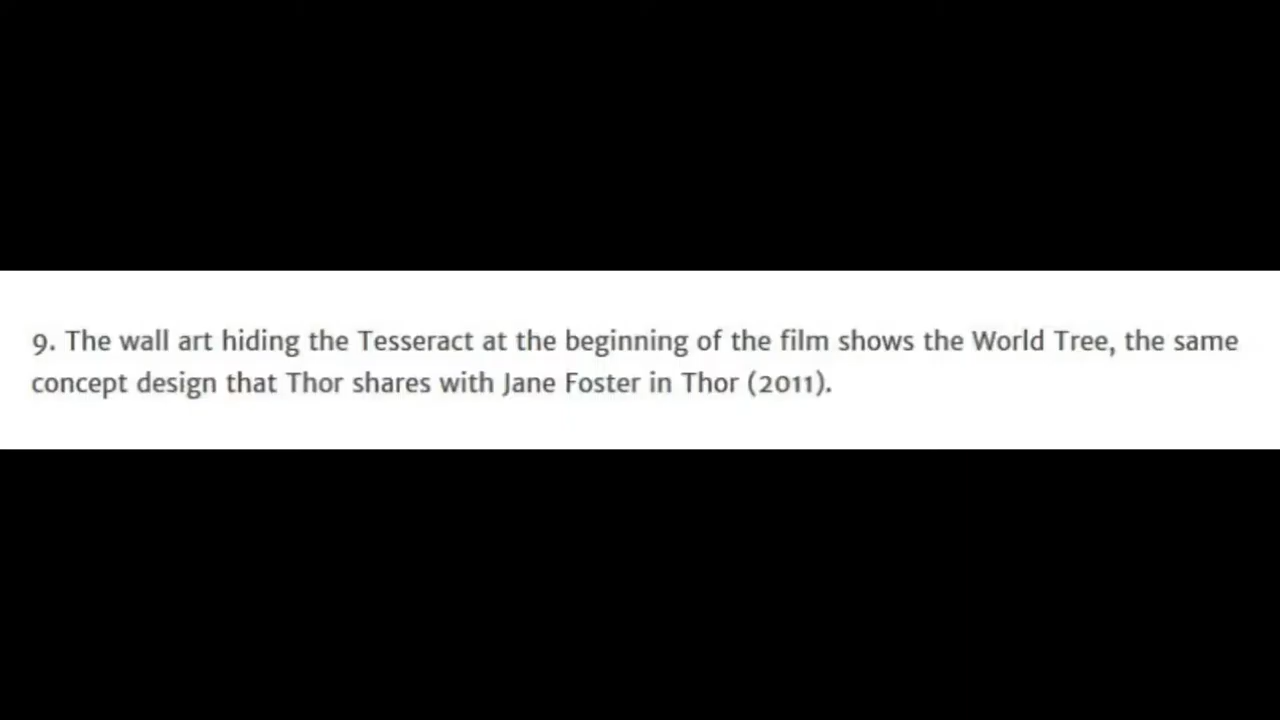 9. The wall art hiding the Tesseract at the beginning of the film shows the World Tree, the same
concept design that Thor shares with Jane Foster in Thor (2011).